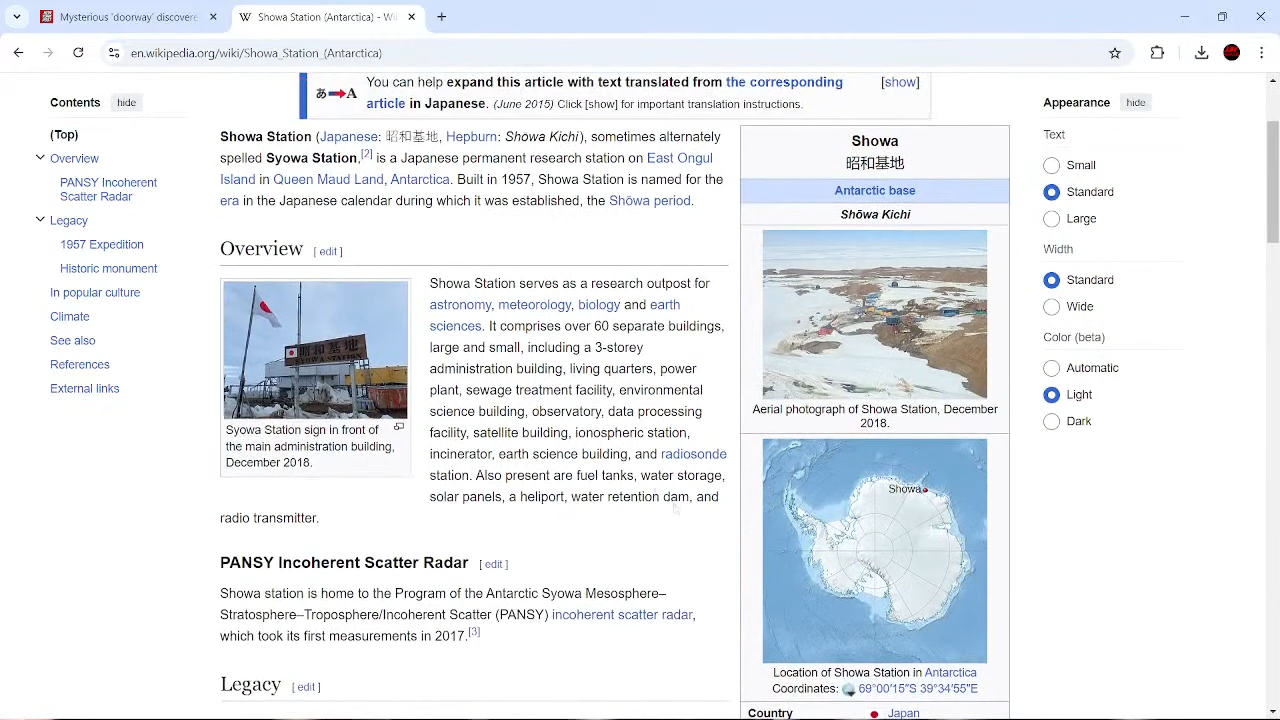 Mysterious "doorway" discovere
Showa Station (Antarctica) - Wi
en.wikipedia.org/wiki/Showa_Station_(Antarctica)
Contents hide
(Top)
Overview
PANSY Incoherent
Scatter Radar
Legacy
1957 Expedition
Historic monument
In popular culture
Climate
See also
References
External links
あ A
You can help expand this article with text translated from the corresponding [show]
article in Japanese. (June 2015) Click [show] for important translation instructions.
Showa Station (Japanese: 昭和基地, Hepburn: Shōwa Kichi), sometimes alternately
spelled Syowa Station,[2] is a Japanese permanent research station on East Ongul
Island in Queen Maud Land, Antarctica. Built in 1957, Showa Station is named for the
era in the Japanese calendar during which it was established, the Shōwa period.
Overview [ edit ]
昭和基地
SYOWA STATION
Syowa Station sign in front of
the main administration building,
December 2018.
Showa Station serves as a research outpost for
astronomy, meteorology, biology and earth
sciences. It comprises over 60 separate buildings,
large and small, including a 3-storey
administration building, living quarters, power
plant, sewage treatment facility, environmental
science building, observatory, data processing
facility, satellite building, ionospheric station,
incinerator, earth science building, and radiosonde
station. Also present are fuel tanks, water storage,
solar panels, a heliport, water retention dam, and
radio transmitter.
PANSY Incoherent Scatter Radar [ edit ]
Showa station is home to the Program of the Antarctic Syowa Mesosphere–
Stratosphere–Troposphere/Incoherent Scatter (PANSY) incoherent scatter radar,
which took its first measurements in 2017.[3]
Legacy [ edit ]
Showa
昭和基地
Antarctic base
Shōwa Kichi
Aerial photograph of Showa Station, December
2018.
Showa
Location of Showa Station in Antarctica
Coordinates: 69°00′15″S 39°34′55″E
Country Japan
Appearance hide
Text
Small
Standard
Large
Width
Standard
Wide
Color (beta)
Automatic
Light
Dark